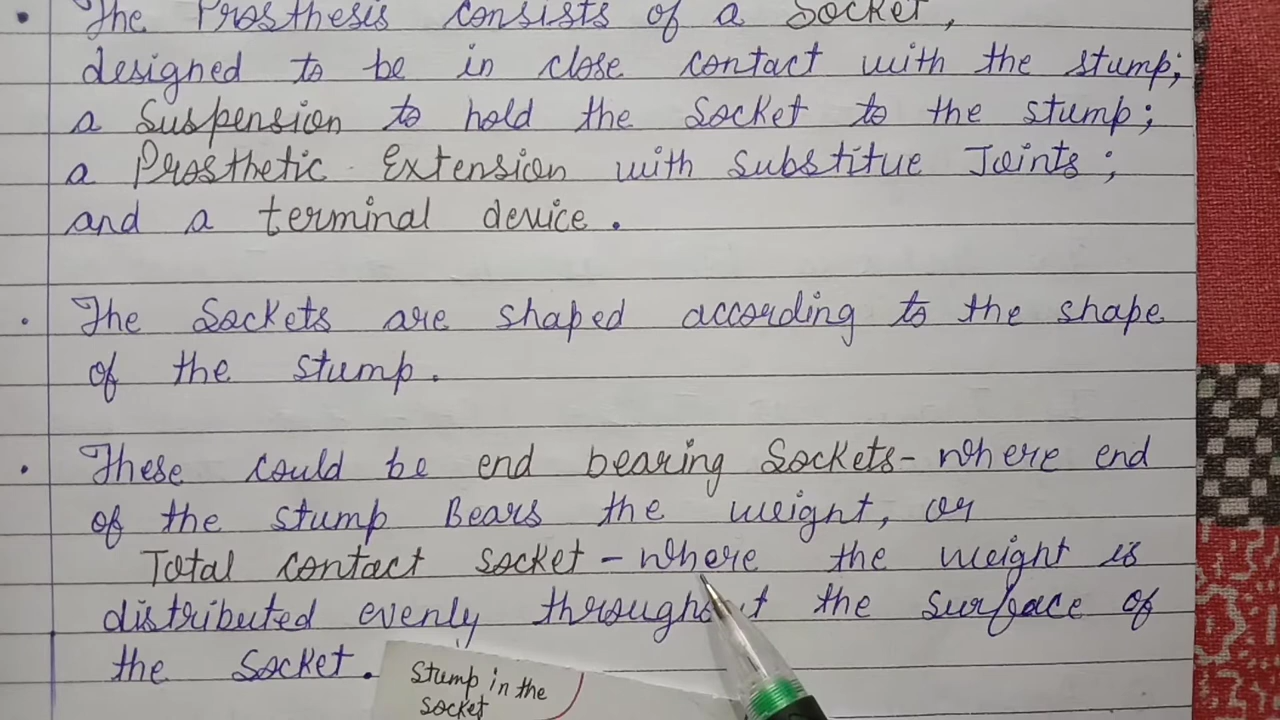 • The Prosthesis consists of a Socket,
designed to be in close contact with the stump;
a Suspension to hold the Socket to the stump;
a Prosthetic Extension with Substitue Joints;
and a terminal device.
• The Sockets are shaped according to the shape
of the stump.
• These could be end bearing Sockets - where end
of the stump Bears the weight, or
Total contact socket - where the weight is
distributed evenly throughout the surface of
the Socket.
Stump in the
socket